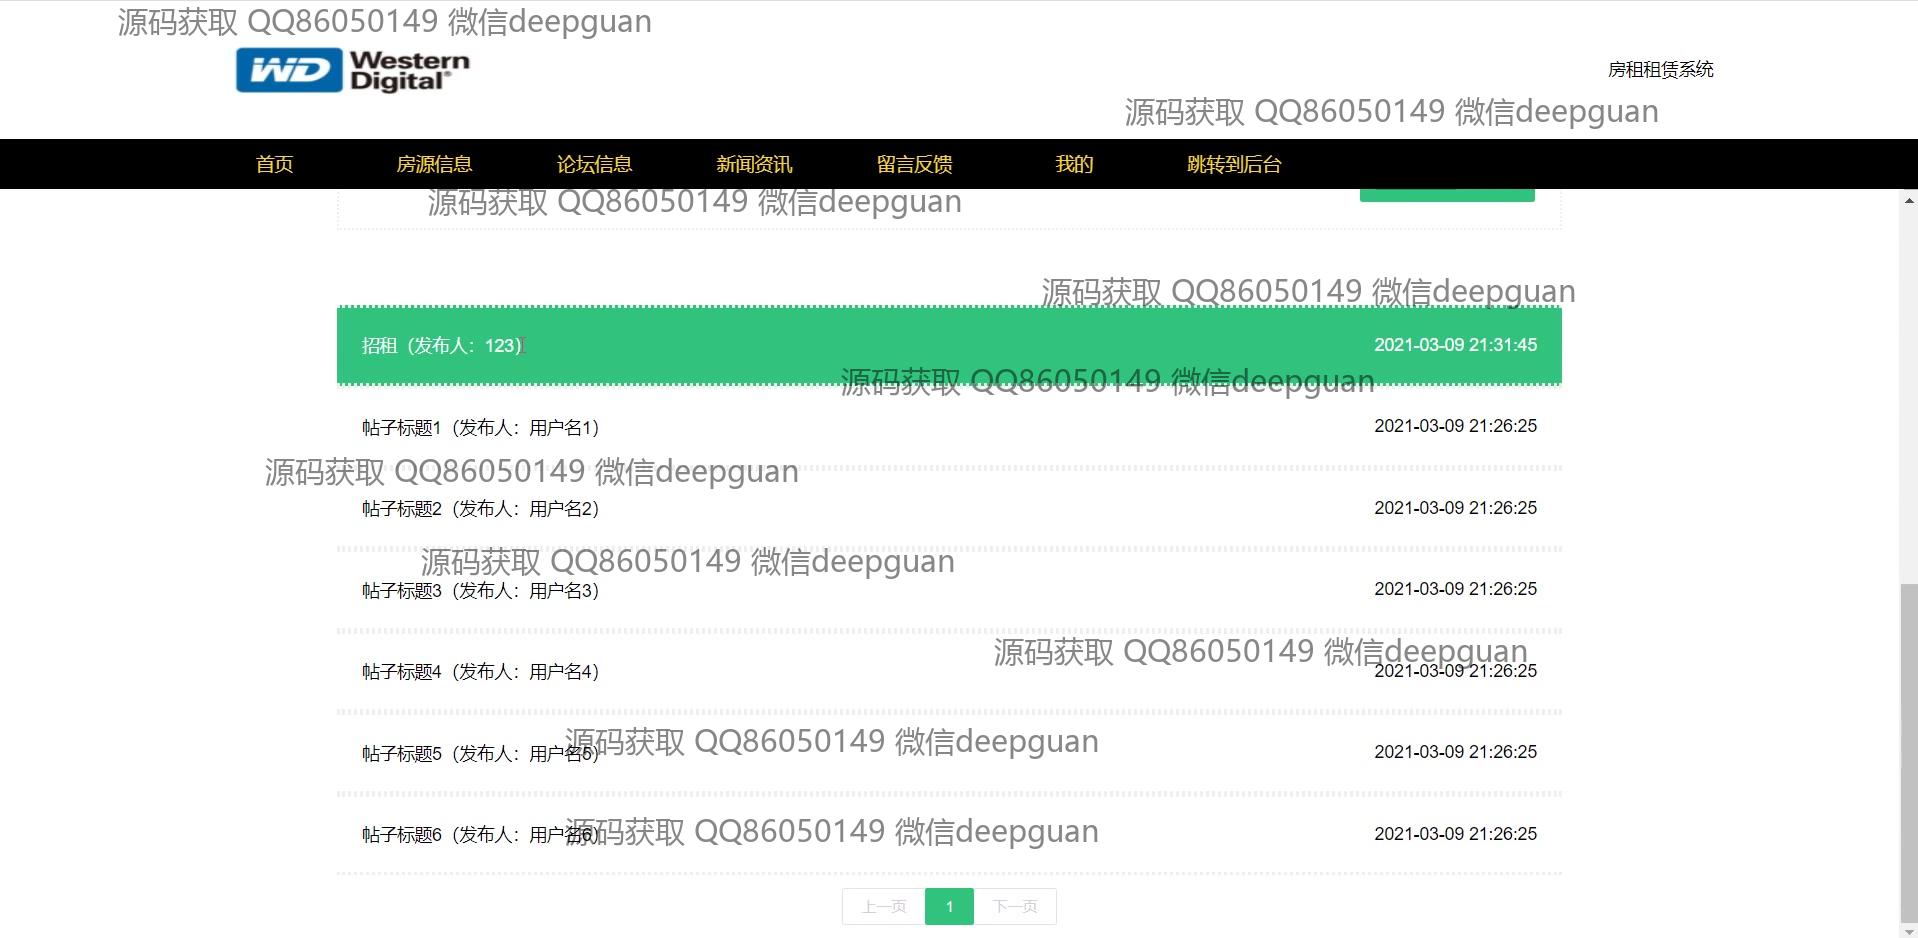 源码获取 QQ86050149 微信deepguan
WD Western Digital®
房租租赁系统
源码获取 QQ86050149 微信deepguan
首页 房源信息 论坛信息 新闻资讯 留言反馈 我的 跳转到后台
源码获取 QQ86050149 微信deepguan
源码获取 QQ86050149 微信deepguan
招租（发布人：123） 2021-03-09 21:31:45
源码获取 QQ86050149 微信deepguan
帖子标题1（发布人：用户名1） 2021-03-09 21:26:25
源码获取 QQ86050149 微信deepguan
帖子标题2（发布人：用户名2） 2021-03-09 21:26:25
源码获取 QQ86050149 微信deepguan
帖子标题3（发布人：用户名3） 2021-03-09 21:26:25
源码获取 QQ86050149 微信deepguan
帖子标题4（发布人：用户名4） 2021-03-09 21:26:25
源码获取 QQ86050149 微信deepguan
帖子标题5（发布人：用户名5） 2021-03-09 21:26:25
源码获取 QQ86050149 微信deepguan
帖子标题6（发布人：用户名6） 2021-03-09 21:26:25
上一页 1 下一页